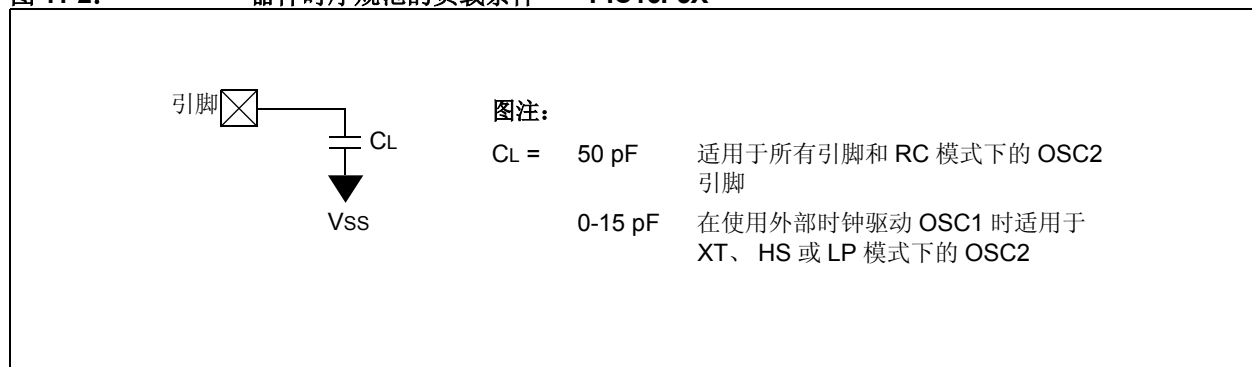 引脚
CL
VSS
图注：
CL = 50 pF 适用于所有引脚和 RC 模式下的 OSC2
引脚
0-15 pF 在使用外部时钟驱动 OSC1 时适用于
XT、 HS 或 LP 模式下的 OSC2